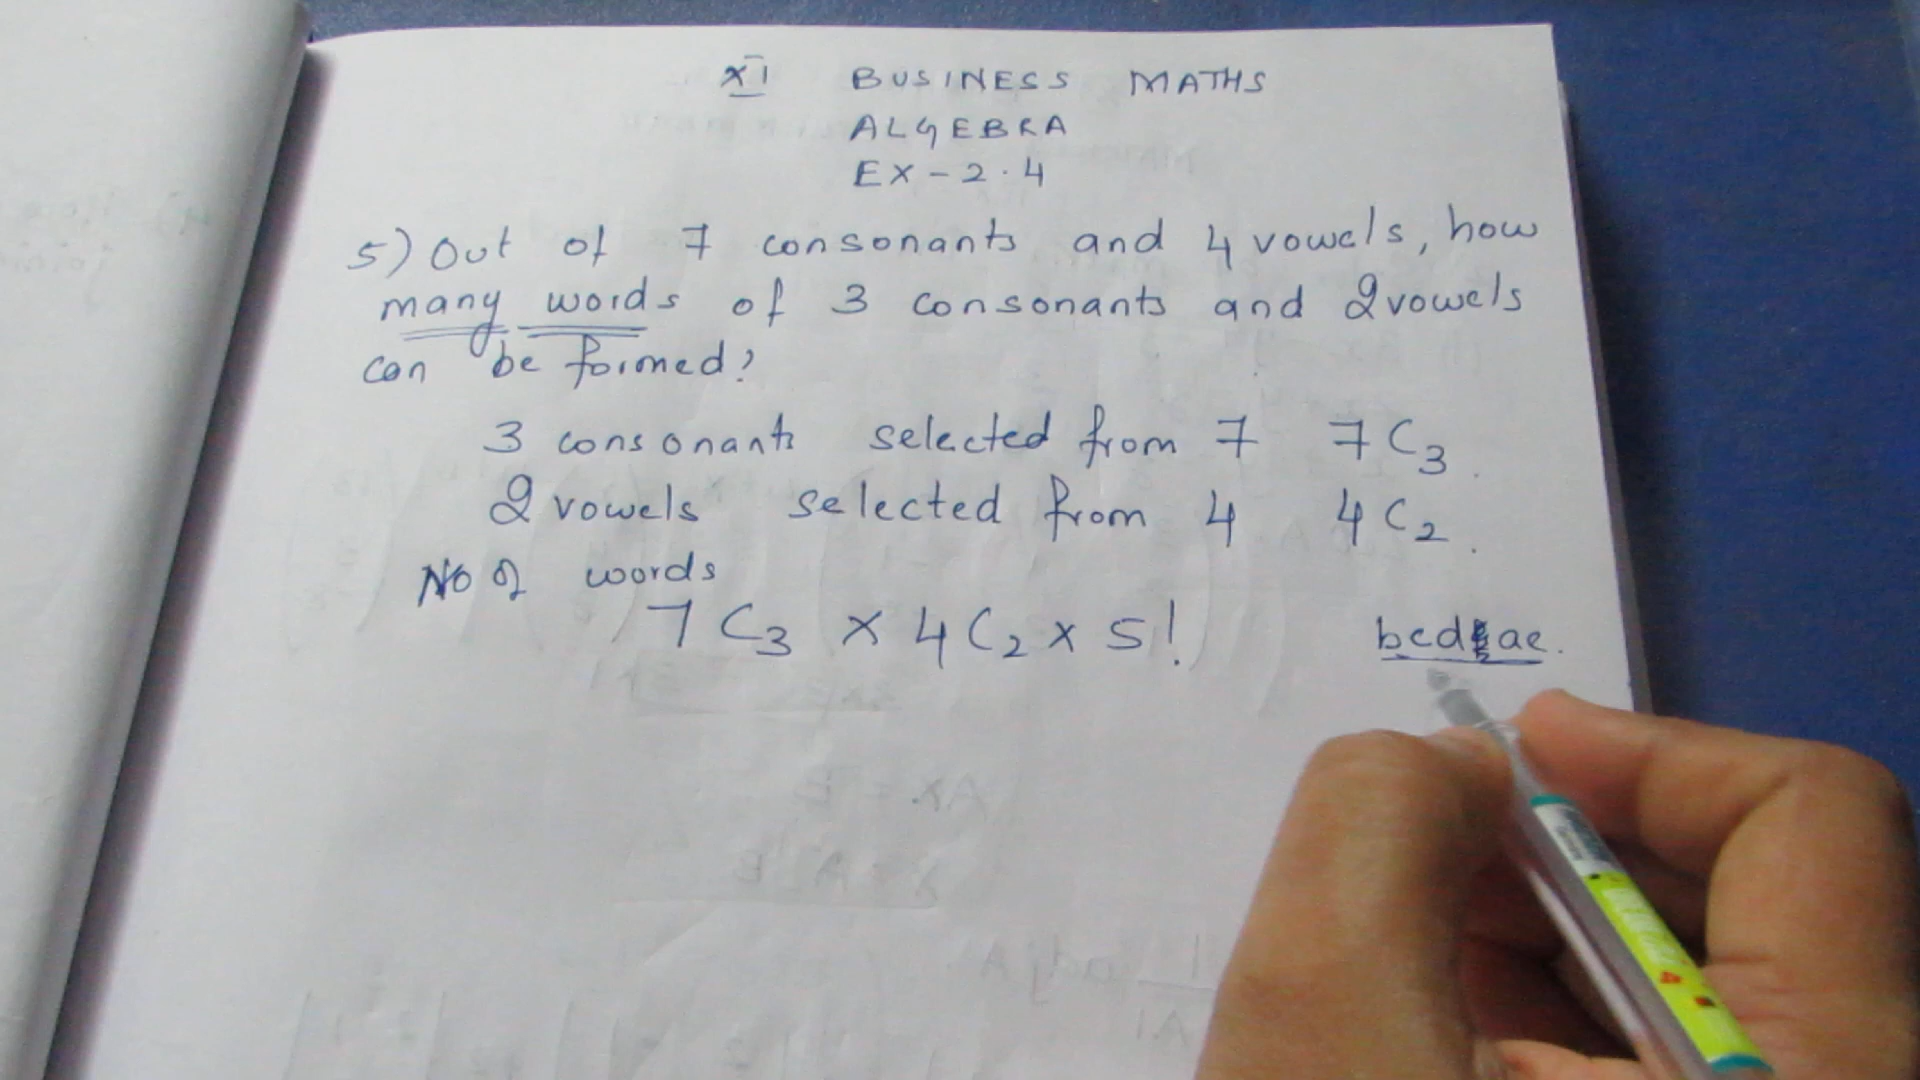 XI BUSINESS MATHS
ALGEBRA
EX - 2.4
5) Out of 7 consonants and 4 vowels, how
many words of 3 consonants and 2 vowels
can be formed?
3 consonants selected from 7 7C3
2 vowels selected from 4 4C2.
No of words
7C3 x 4C2 x 5!
bcd ae.